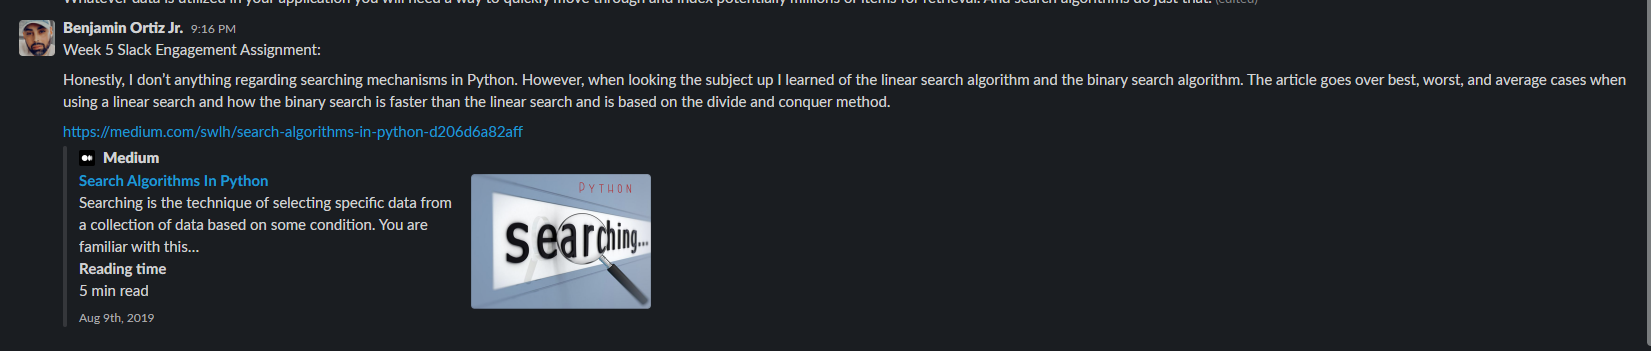 Whatever data is utilized in your application you will need a way to quickly move through and index potentially millions of items for retrieval. And search algorithms do just that. (edited)
Benjamin Ortiz Jr. 9:16 PM
Week 5 Slack Engagement Assignment:
Honestly, I don’t anything regarding searching mechanisms in Python. However, when looking the subject up I learned of the linear search algorithm and the binary search algorithm. The article goes over best, worst, and average cases when
using a linear search and how the binary search is faster than the linear search and is based on the divide and conquer method.
https://medium.com/swlh/search-algorithms-in-python-d206d6a82aff
Medium
Search Algorithms In Python
Searching is the technique of selecting specific data from
a collection of data based on some condition. You are
familiar with this...
Reading time
5 min read
Aug 9th, 2019
PYTHON
searching...